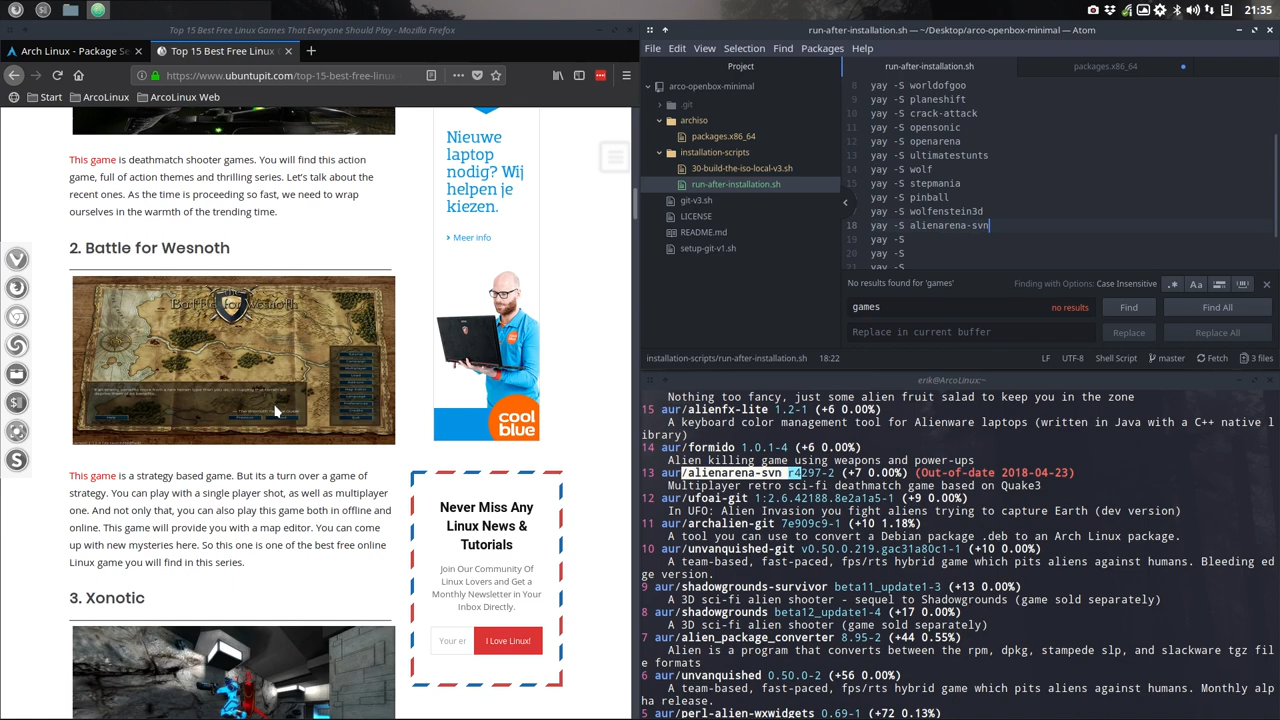 21:35
Top 15 Best Free Linux Games That Everyone Should Play - Mozilla Firefox
Arch Linux - Package Se
Top 15 Best Free Linux
https://www.ubuntupit.com/top-15-best-free-linux-
Start
ArcoLinux
ArcoLinux Web
This game is deathmatch shooter games. You will find this action
game, full of action themes and thrilling series. Let's talk about the
recent ones. As the time is proceeding so fast, we need to wrap
ourselves in the warmth of the trending time.
2. Battle for Wesnoth
Battle for Wesnoth
This game is a strategy based game. But its a turn over a game of
strategy. You can play with a single player shot, as well as multiplayer
one. And not only that, you can also play this game both in offline and
online. This game will provide you with a map editor. You can come
up with new mysteries here. So this one is one of the best free online
Linux game you will find in this series.
3. Xonotic
Nieuwe
laptop
nodig? Wij
helpen je
kiezen.
Meer info
cool
blue
Never Miss Any
Linux News &
Tutorials
Join Our Community Of
Linux Lovers and Get a
Monthly Newsletter in Your
Inbox Directly.
Your er
I Love Linux!
run-after-installation.sh — ~/Desktop/arco-openbox-minimal — Atom
File Edit View Selection Find Packages Help
Project
arco-openbox-minimal
.git
archiso
packages.x86_64
installation-scripts
30-build-the-iso-local-v3.sh
run-after-installation.sh
git-v3.sh
LICENSE
README.md
setup-git-v1.sh
run-after-installation.sh
packages.x86_64
8 yay -S worldofgoo
9 yay -S planeshift
10 yay -S crack-attack
11 yay -S opensonic
12 yay -S openarena
13 yay -S ultimatestunts
14 yay -S wolf
15 yay -S stepmania
16 yay -S pinball
17 yay -S wolfenstein3d
18 yay -S alienarena-svn
19 yay -S
20 yay -S
21 yay -S
No results found for 'games'
Finding with Options: Case Insensitive
.* Aa
games
no results
Find
Find All
Replace in current buffer
Replace
Replace All
installation-scripts/run-after-installation.sh
18:22
LF UTF-8 Shell Script master Fetch 3 files
erik@ArcoLinux:~
Nothing too fancy, just some alien fruit salad to keep you in the zone
15 aur/alienfx-lite 1.2-1 (+6 0.00%)
A keyboard color management tool for Alienware laptops (written in Java with a C++ native l
ibrary)
14 aur/formido 1.0.1-4 (+6 0.00%)
Alien killing game using weapons and power-ups
13 aur/alienarena-svn r4297-2 (+7 0.00%) (Out-of-date 2018-04-23)
Multiplayer retro sci-fi deathmatch game based on Quake3
12 aur/ufoai-git 1:2.6.42188.8e2a1a5-1 (+9 0.00%)
In UFO: Alien Invasion you fight aliens trying to capture Earth (dev version)
11 aur/archalien-git 7e909c9-1 (+10 1.18%)
A tool you can use to convert a Debian package .deb to an Arch Linux package.
10 aur/unvanquished-git v0.50.0.219.gac31a80c1-1 (+10 0.00%)
A team-based, fast-paced, fps/rts hybrid game which pits aliens against humans. Bleeding ed
ge version.
9 aur/shadowgrounds-survivor beta11_update1-3 (+13 0.00%)
A 3D sci-fi alien shooter - sequel to Shadowgrounds (game sold separately)
8 aur/shadowgrounds beta12_update1-4 (+17 0.00%)
A 3D sci-fi alien shooter (game sold separately)
7 aur/alien_package_converter 8.95-2 (+44 0.55%)
Alien is a program that converts between the rpm, dpkg, stampede slp, and slackware tgz fil
e formats
6 aur/unvanquished 0.50.0-2 (+56 0.00%)
A team-based, fast-paced, fps/rts hybrid game which pits aliens against humans. Monthly alp
ha release.
5 aur/perl-alien-wxwidgets 0.69-1 (+72 0.13%)